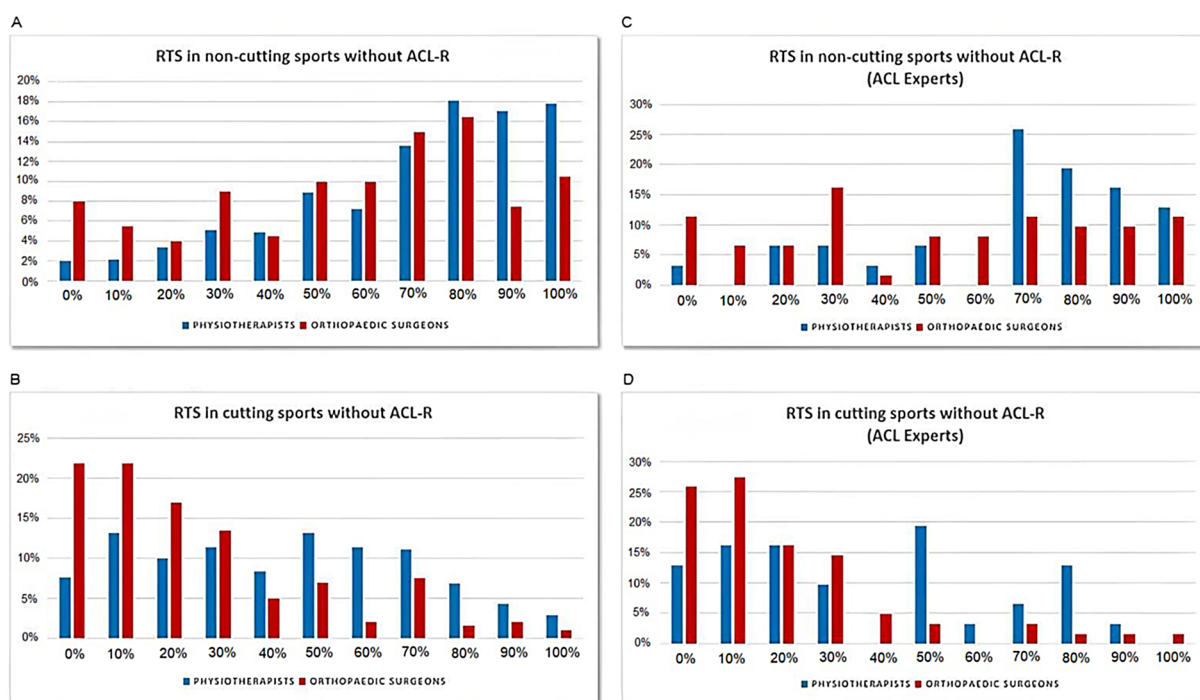 A
RTS in non-cutting sports without ACL-R
20%
18%
16%
14%
12%
10%
8%
6%
4%
2%
0%
0% 10% 20% 30% 40% 50% 60% 70% 80% 90% 100%
PHYSIOTHERAPISTS ORTHOPAEDIC SURGEONS
C
RTS in non-cutting sports without ACL-R
(ACL Experts)
30%
25%
20%
15%
10%
5%
0%
0% 10% 20% 30% 40% 50% 60% 70% 80% 90% 100%
PHYSIOTHERAPISTS ORTHOPAEDIC SURGEONS
B
RTS in cutting sports without ACL-R
25%
20%
15%
10%
5%
0%
0% 10% 20% 30% 40% 50% 60% 70% 80% 90% 100%
PHYSIOTHERAPISTS ORTHOPAEDIC SURGEONS
D
RTS in cutting sports without ACL-R
(ACL Experts)
30%
25%
20%
15%
10%
5%
0%
0% 10% 20% 30% 40% 50% 60% 70% 80% 90% 100%
PHYSIOTHERAPISTS ORTHOPAEDIC SURGEONS